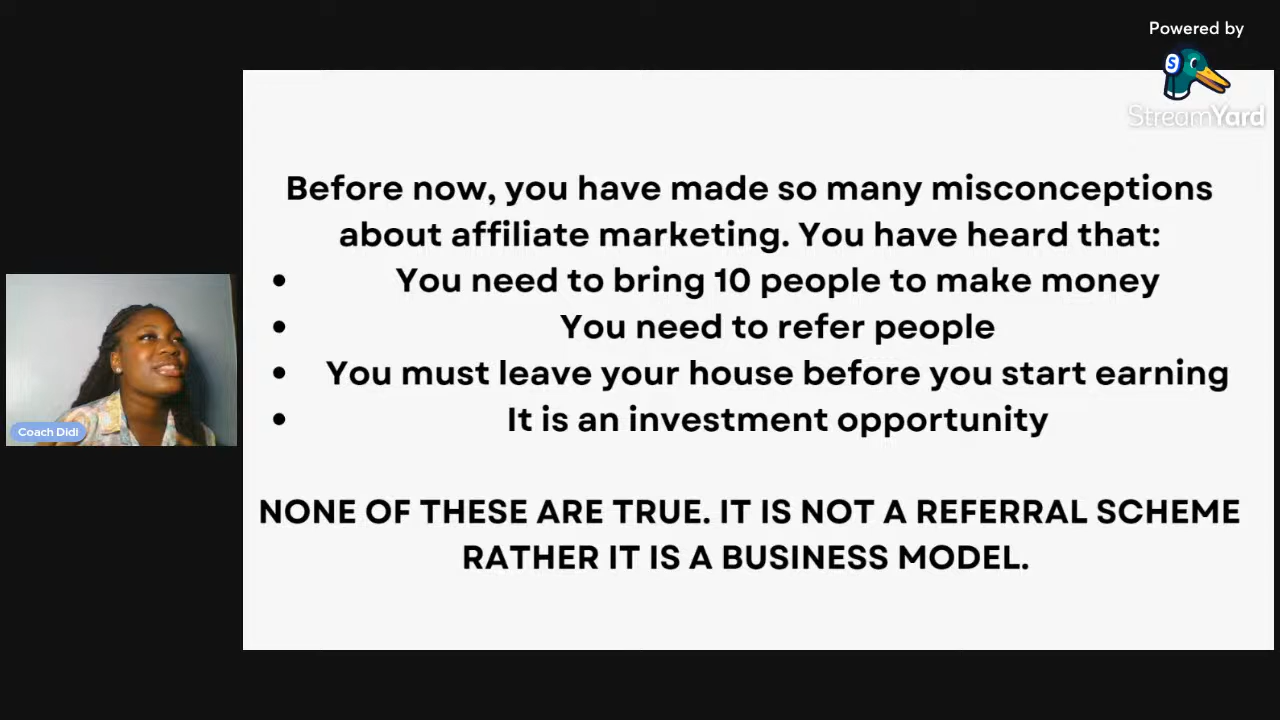 Powered by
S
StreamYard
Before now, you have made so many misconceptions
about affiliate marketing. You have heard that:
• You need to bring 10 people to make money
• You need to refer people
• You must leave your house before you start earning
• It is an investment opportunity
NONE OF THESE ARE TRUE. IT IS NOT A REFERRAL SCHEME
RATHER IT IS A BUSINESS MODEL.
Coach Didi